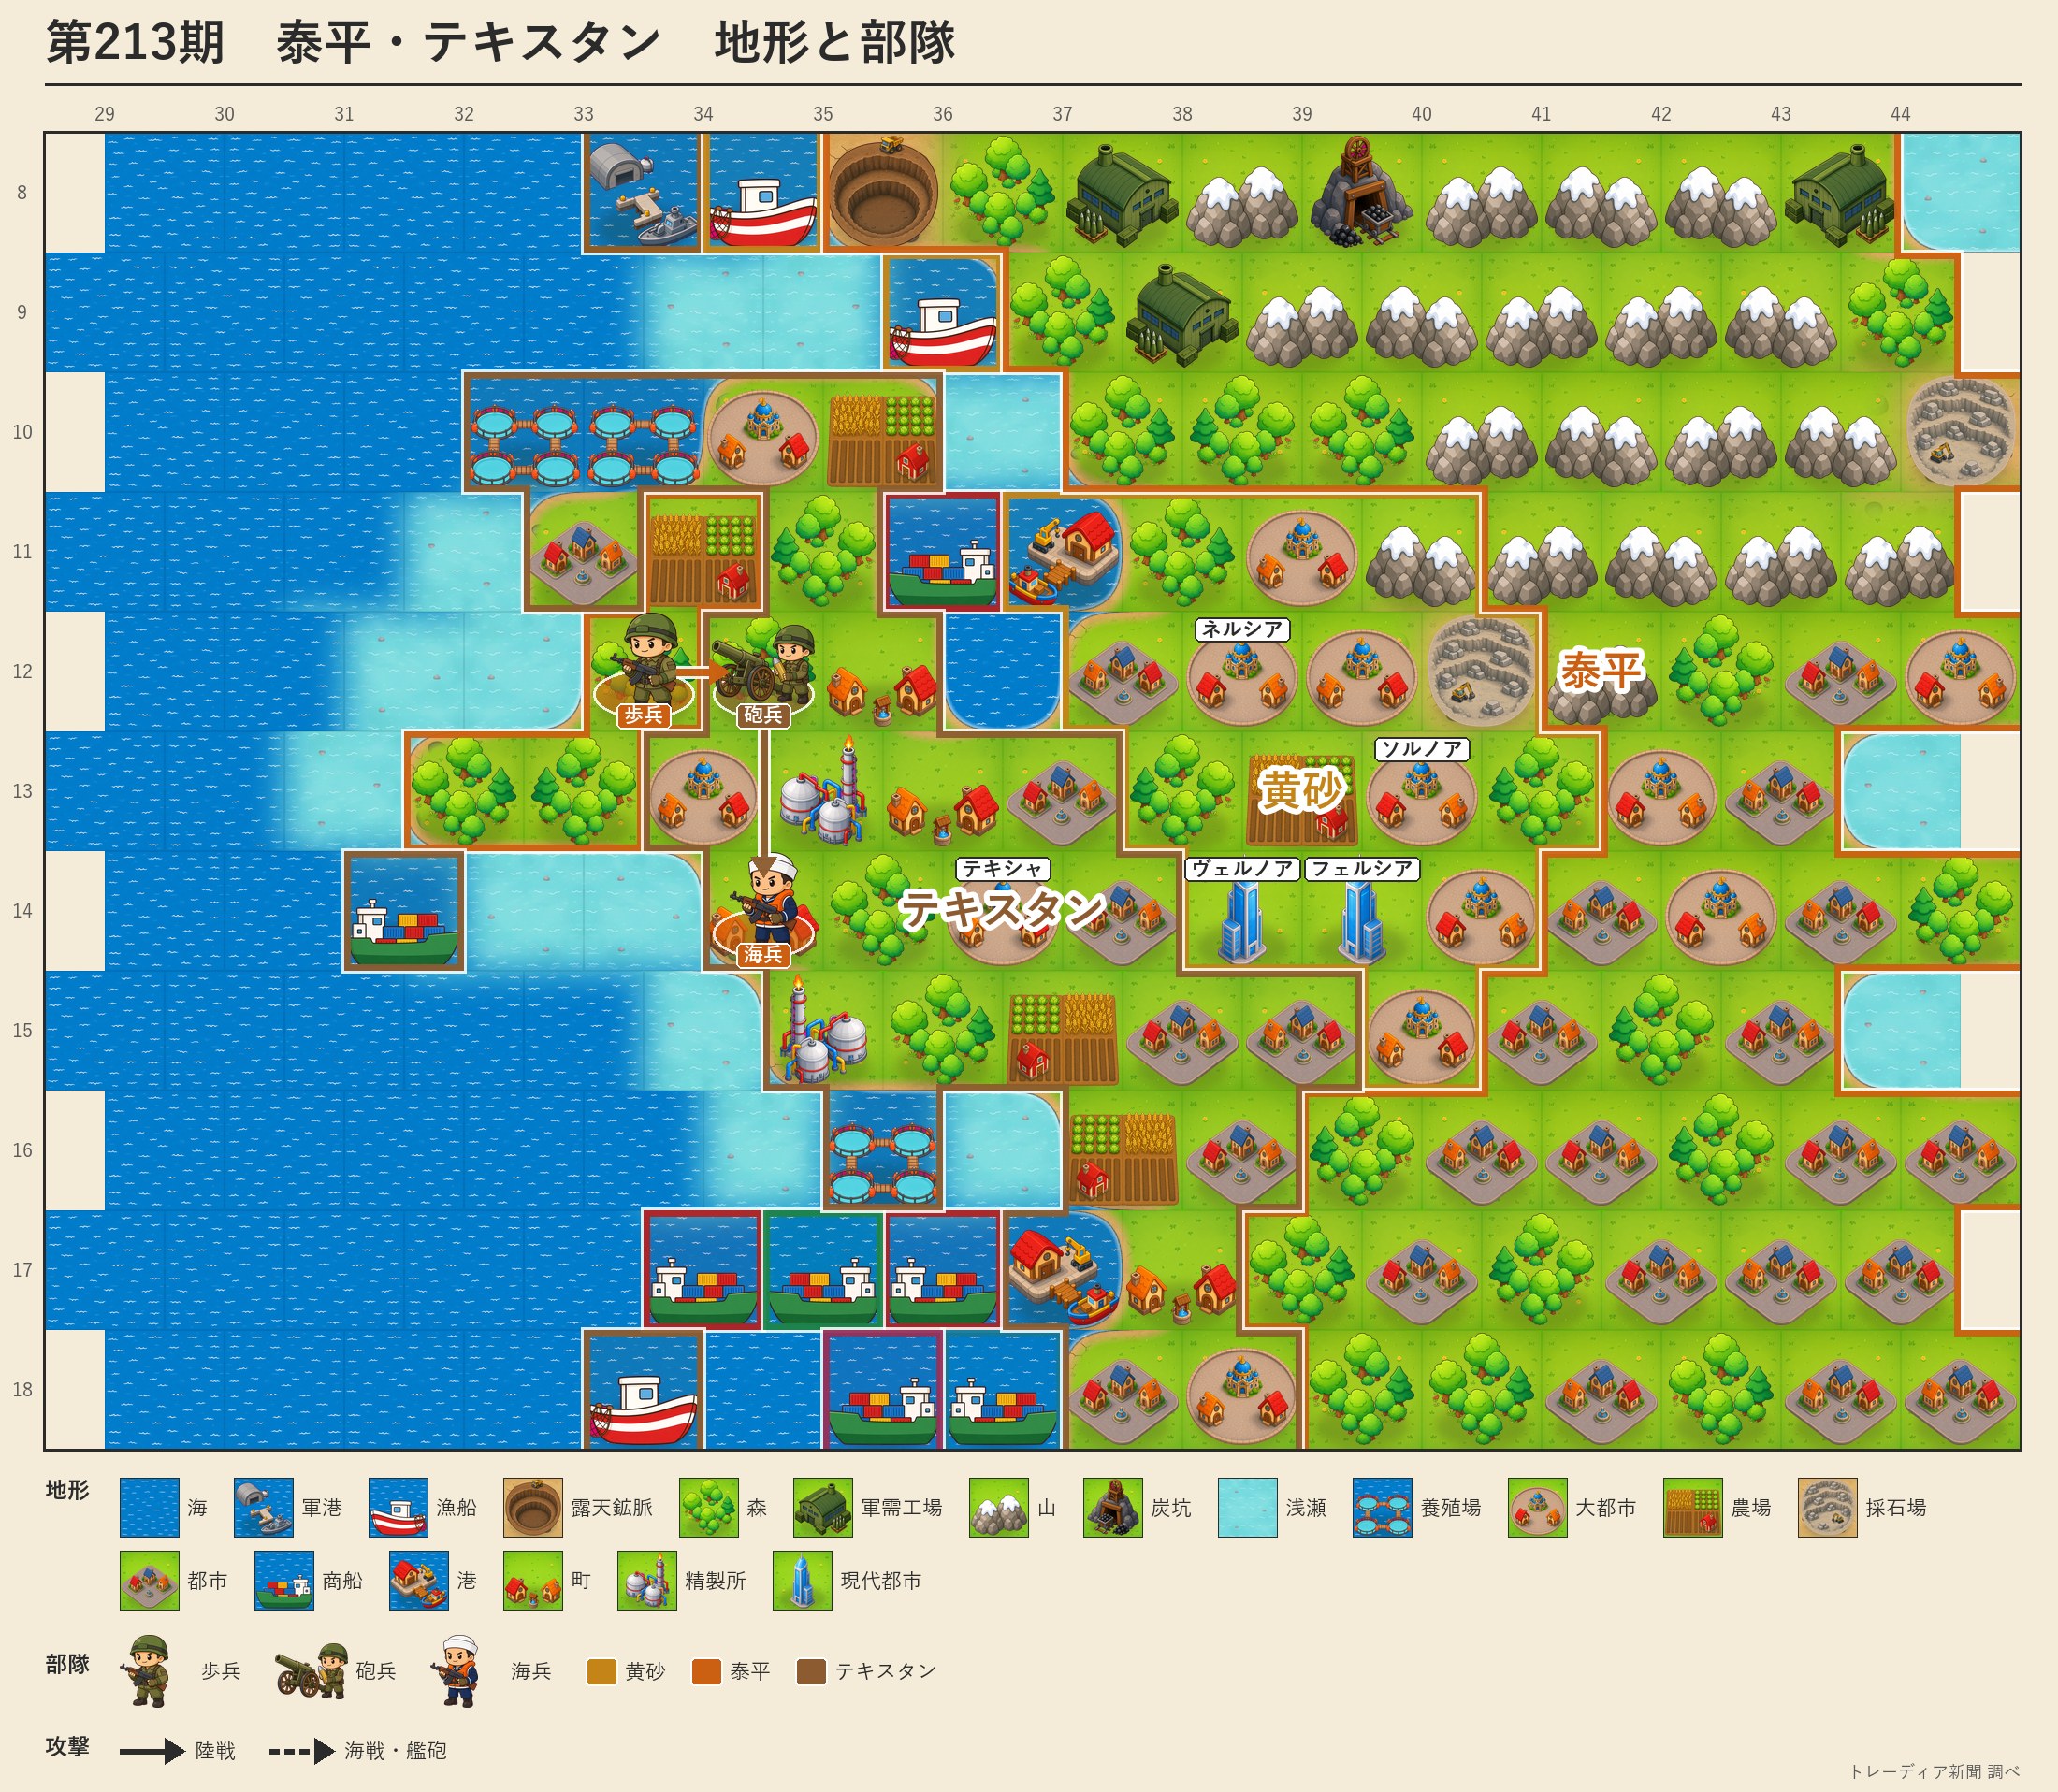 第213期　泰平・テキスタン　地形と部隊
29 30 31 32 33 34 35 36 37 38 39 40 41 42 43 44
8
9
10
11
ネルシア
12
泰平
歩兵 砲兵
ソルノア
13
黄砂
テキシャ ヴェルノア フェルシア
14
テキスタン
海兵
15
16
17
18
地形 海 軍港 漁船 露天鉱脈 森 軍需工場 山 炭坑 浅瀬 養殖場 大都市 農場 採石場
都市 商船 港 町 精製所 現代都市
部隊 歩兵 砲兵 海兵 黄砂 泰平 テキスタン
攻撃 陸戦 海戦・艦砲
トレーディア新聞 調べ